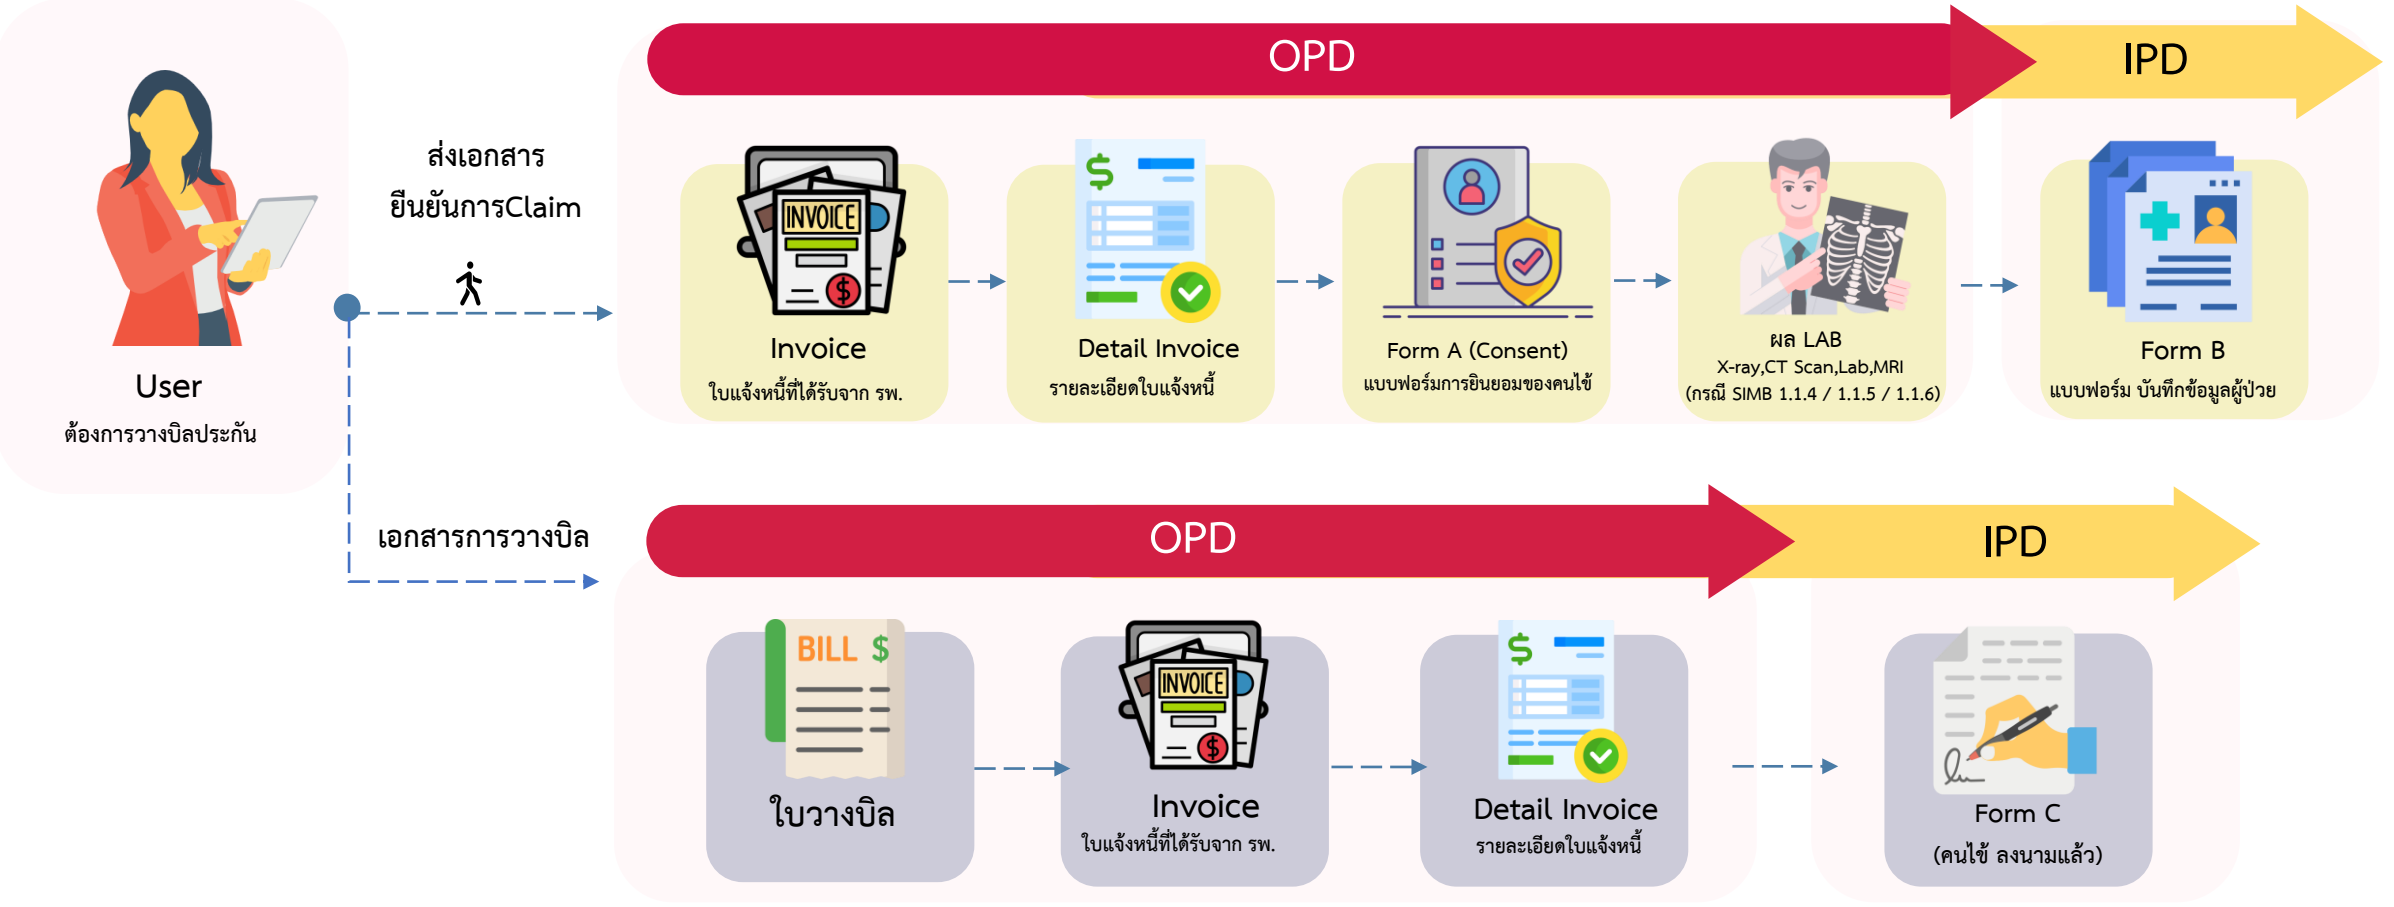 OPD
IPD
ส่งเอกสาร
ยืนยันการClaim
INVOICE
Invoice
ใบแจ้งหนี้ที่ได้รับจาก รพ.
Detail Invoice
รายละเอียดใบแจ้งหนี้
Form A (Consent)
แบบฟอร์มการยินยอมของคนไข้
ผล LAB
X-ray,CT Scan,Lab,MRI
(กรณี SIMB 1.1.4 / 1.1.5 / 1.1.6)
Form B
แบบฟอร์ม บันทึกข้อมูลผู้ป่วย
User
ต้องการวางบิลประกัน
เอกสารการวางบิล
OPD
IPD
BILL $
ใบวางบิล
INVOICE
Invoice
ใบแจ้งหนี้ที่ได้รับจาก รพ.
Detail Invoice
รายละเอียดใบแจ้งหนี้
Form C
(คนไข้ ลงนามแล้ว)